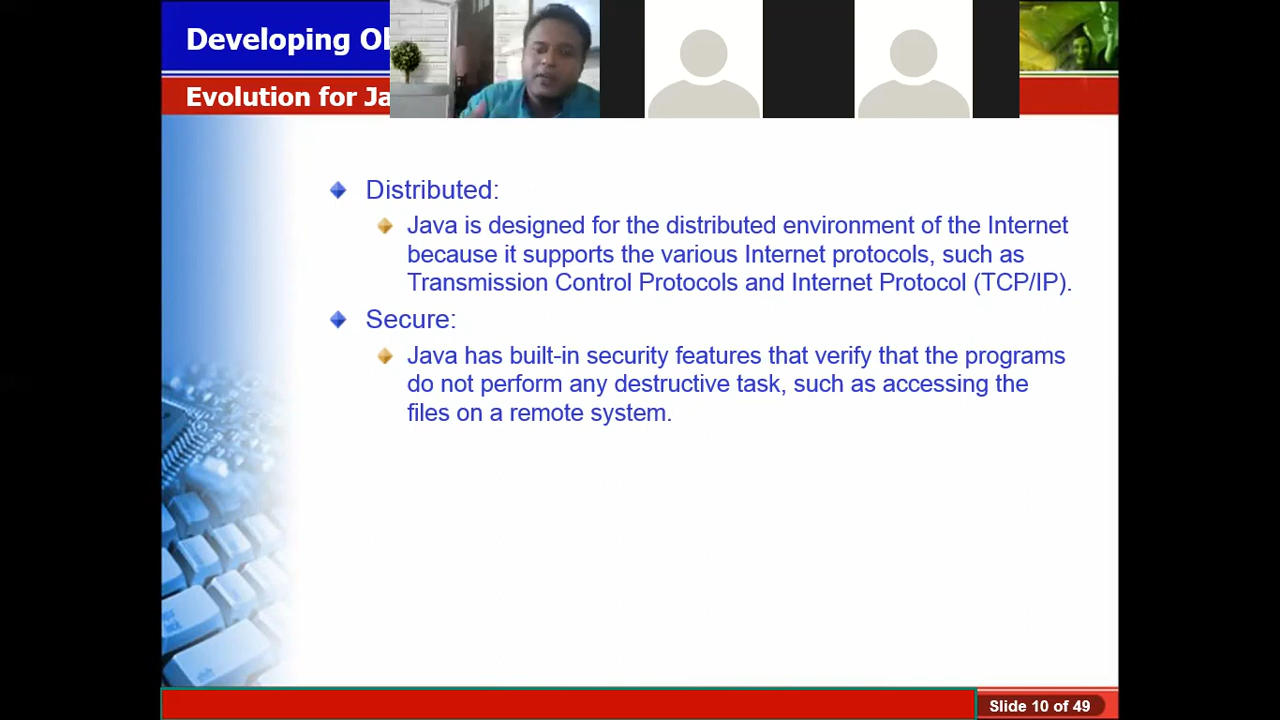 Developing
Evolution for
Distributed:
Java is designed for the distributed environment of the Internet
because it supports the various Internet protocols, such as
Transmission Control Protocols and Internet Protocol (TCP/IP).
Secure:
Java has built-in security features that verify that the programs
do not perform any destructive task, such as accessing the
files on a remote system.
Slide 10 of 49